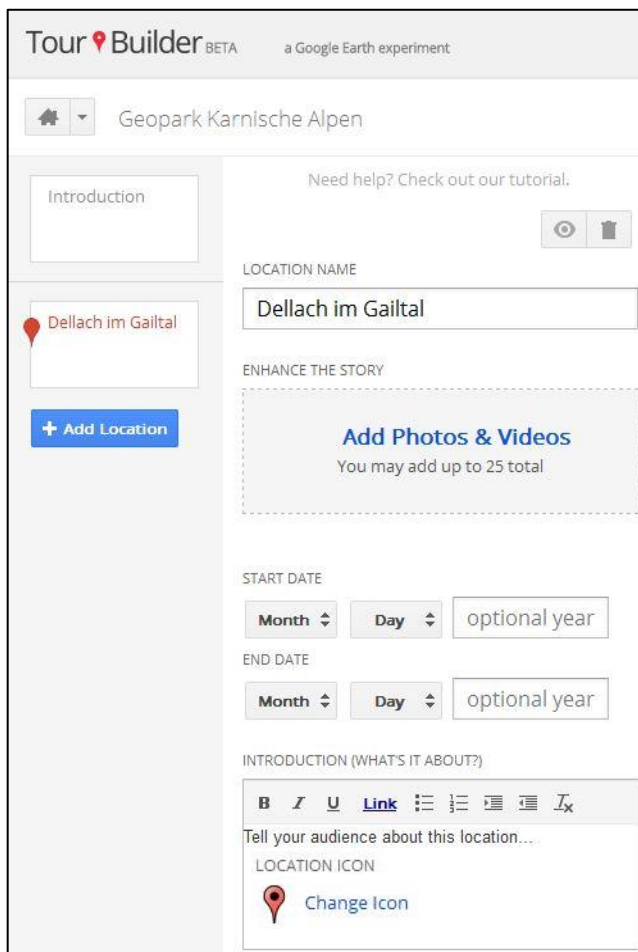 Tour Builder BETA a Google Earth experiment
Geopark Karnische Alpen
Introduction
Dellach im Gailtal
+ Add Location
Need help? Check out our tutorial.
LOCATION NAME
Dellach im Gailtal
ENHANCE THE STORY
Add Photos & Videos
You may add up to 25 total
START DATE
Month Day optional year
END DATE
Month Day optional year
INTRODUCTION (WHAT'S IT ABOUT?)
B I U Link
Tell your audience about this location...
LOCATION ICON
Change Icon